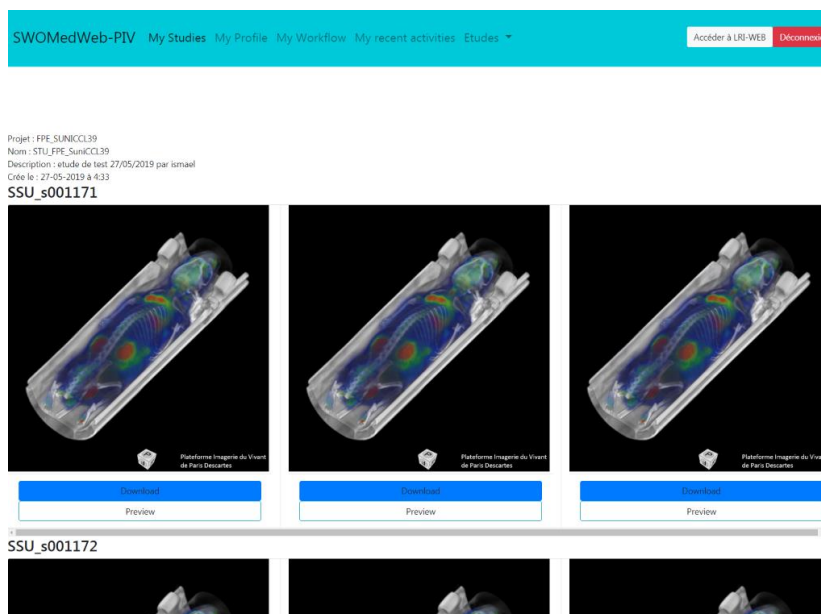 SWOMedWeb-PIV My Studies My Profile My Workflow My recent activities Etudes Accéder à LRI-WEB Déconnexio
Projet : FPE_SUNICCL39
Nom : STU_FPE_SuniCCL39
Description : etude de test 27/05/2019 par ismael
Crée le : 27-05-2019 à 4:33
SSU_s001171
Plateforme Imagerie du Vivant
de Paris Descartes
Plateforme Imagerie du Vivant
de Paris Descartes
Plateforme Imagerie du Viva
de Paris Descartes
Download Download Download
Preview Preview Preview
SSU_s001172